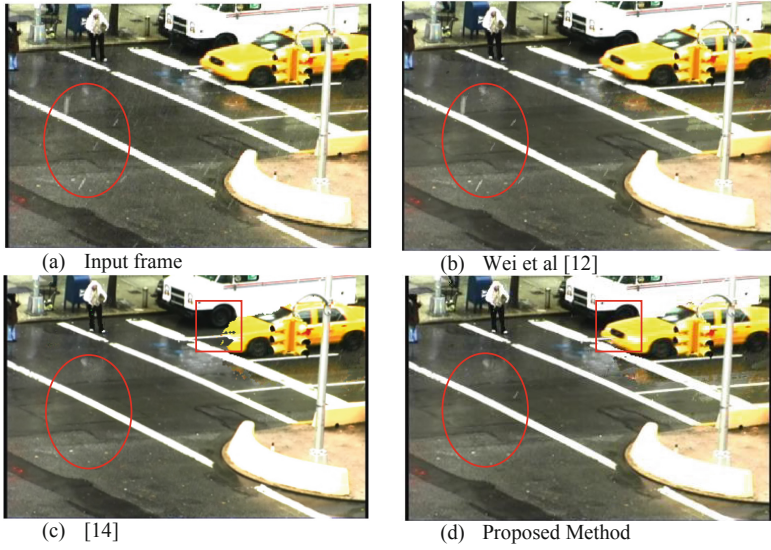 (a) Input frame
(b) Wei et al [12]
(c) [14]
(d) Proposed Method